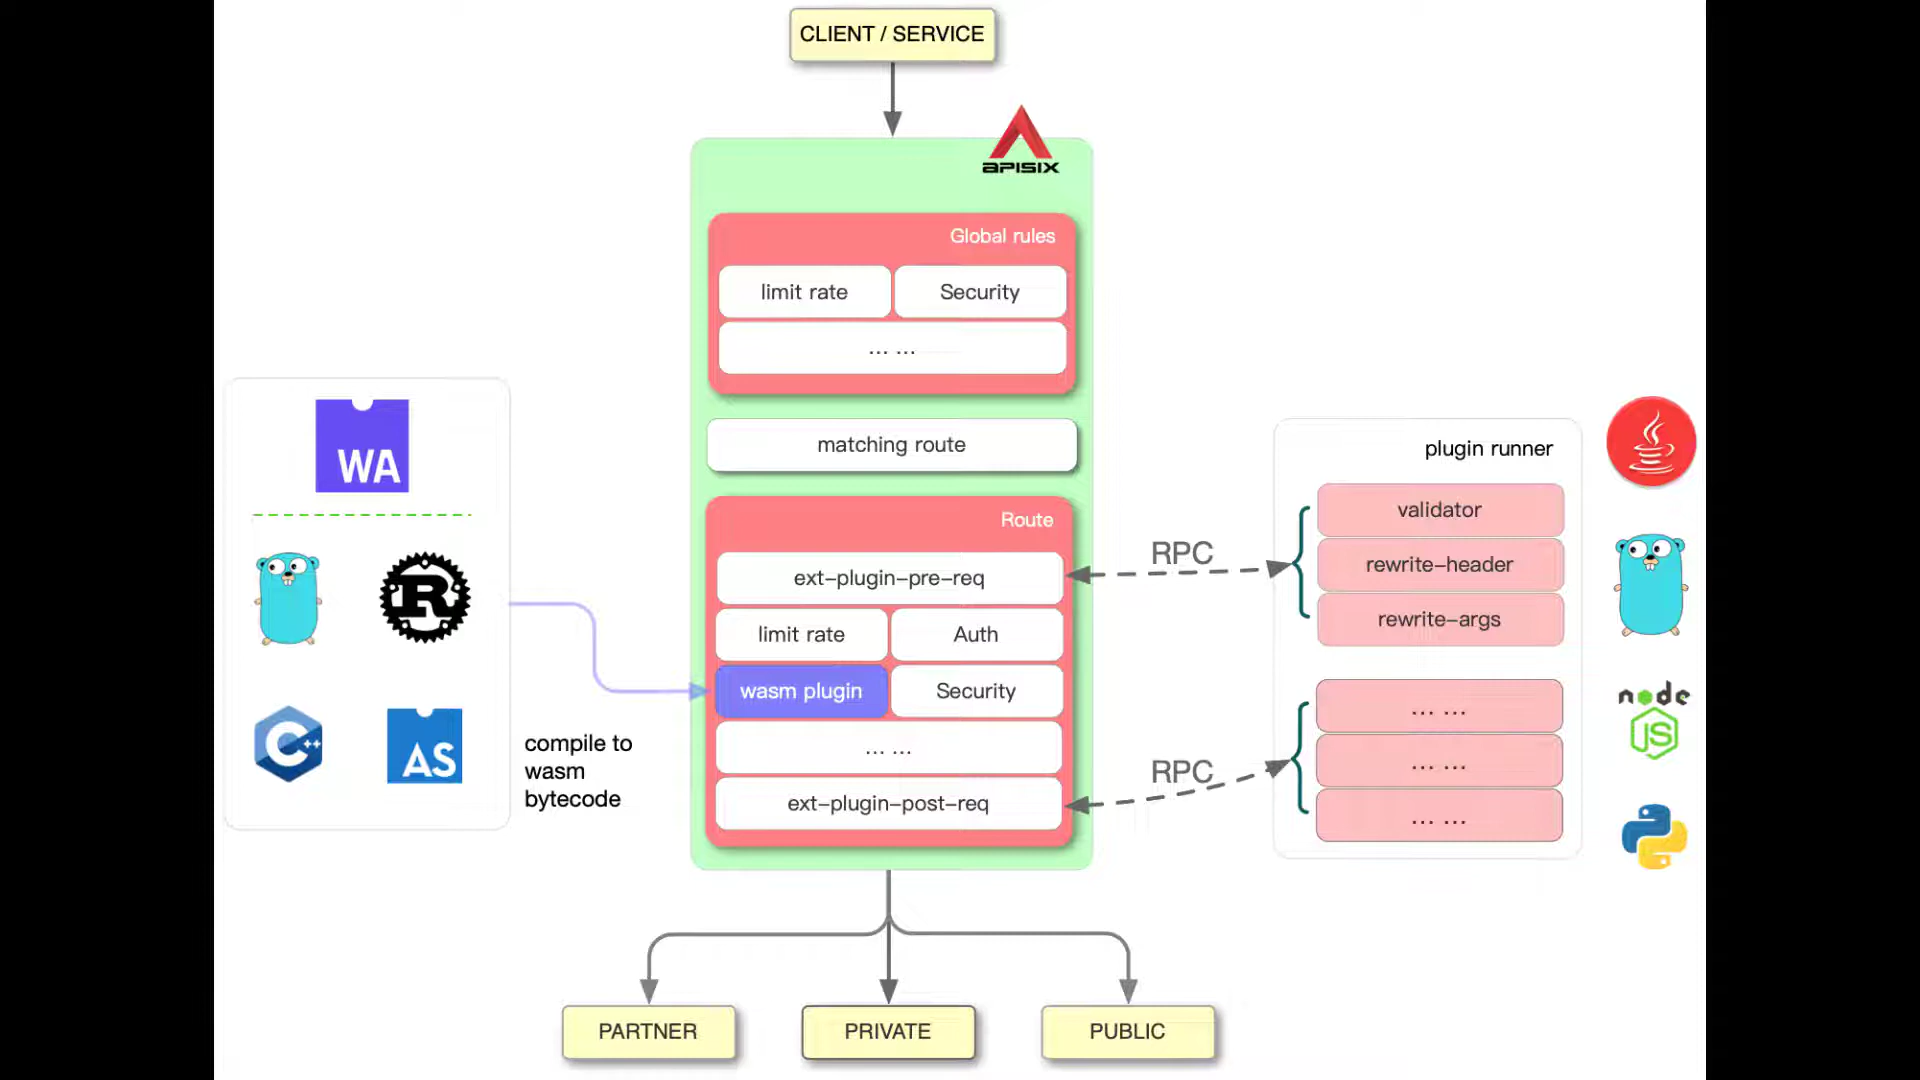 CLIENT / SERVICE
APISIX
Global rules
limit rate
Security
... ...
matching route
Route
ext-plugin-pre-req
limit rate
Auth
wasm plugin
Security
... ...
ext-plugin-post-req
WA
R
C++
AS
compile to
wasm
bytecode
RPC
RPC
plugin runner
validator
rewrite-header
rewrite-args
... ...
... ...
... ...
node
JS
PARTNER
PRIVATE
PUBLIC